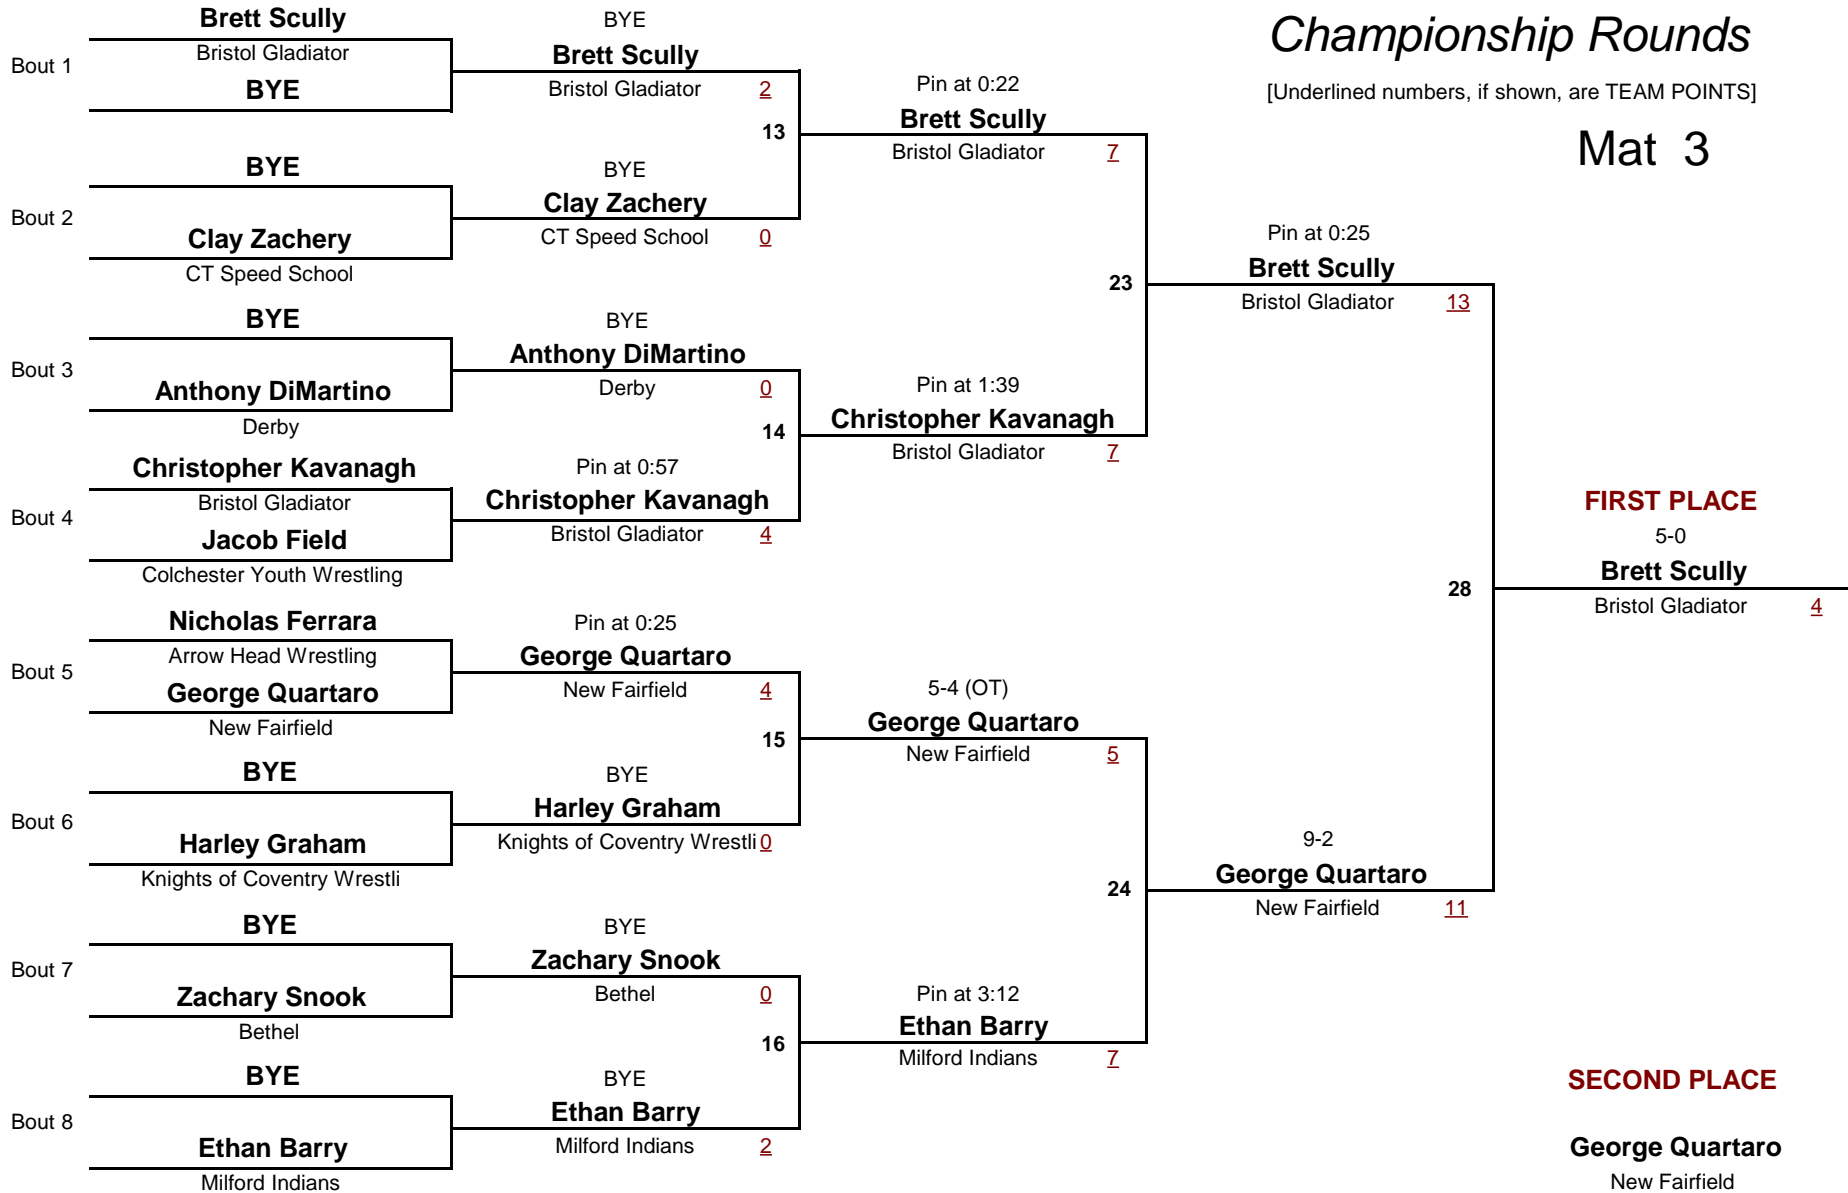 Championship Rounds
[Underlined numbers, if shown, are TEAM POINTS]
Mat 3
Bout 1
Brett Scully
Bristol Gladiator
BYE
Bout 2
BYE
Clay Zachery
CT Speed School
Bout 3
BYE
Anthony DiMartino
Derby
Bout 4
Christopher Kavanagh
Bristol Gladiator
Jacob Field
Colchester Youth Wrestling
Bout 5
Nicholas Ferrara
Arrow Head Wrestling
George Quartaro
New Fairfield
Bout 6
BYE
Harley Graham
Knights of Coventry Wrestli
Bout 7
BYE
Zachary Snook
Bethel
Bout 8
BYE
Ethan Barry
Milford Indians
BYE
Brett Scully
Bristol Gladiator 2
13
BYE
Clay Zachery
CT Speed School 0
BYE
Anthony DiMartino
Derby 0
14
Pin at 0:57
Christopher Kavanagh
Bristol Gladiator 4
Pin at 0:25
George Quartaro
New Fairfield 4
15
BYE
Harley Graham
Knights of Coventry Wrestli 0
BYE
Zachary Snook
Bethel 0
16
BYE
Ethan Barry
Milford Indians 2
Pin at 0:22
Brett Scully
Bristol Gladiator 7
23
Pin at 1:39
Christopher Kavanagh
Bristol Gladiator 7
5-4 (OT)
George Quartaro
New Fairfield 5
24
Pin at 3:12
Ethan Barry
Milford Indians 7
Pin at 0:25
Brett Scully
Bristol Gladiator 13
28
9-2
George Quartaro
New Fairfield 11
FIRST PLACE
5-0
Brett Scully
Bristol Gladiator 4
SECOND PLACE
George Quartaro
New Fairfield